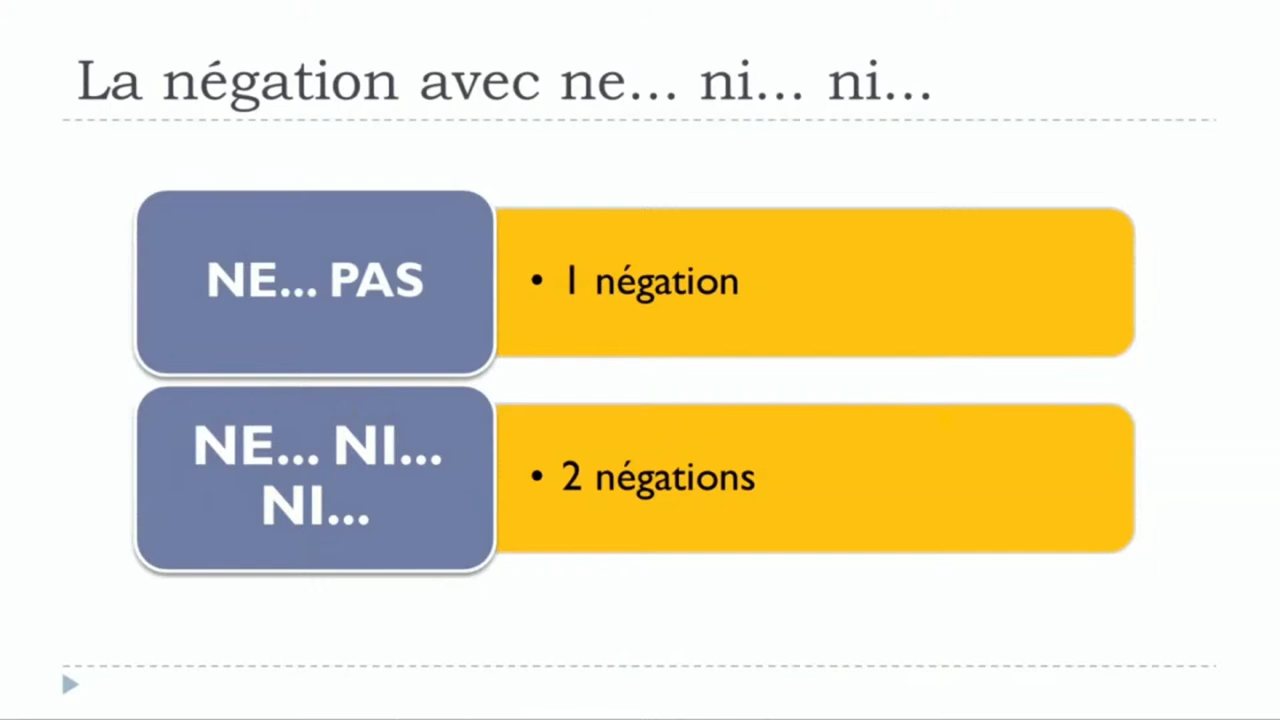 La négation avec ne... ni... ni...
NE... PAS
• 1 négation
NE... NI...
NI...
• 2 négations